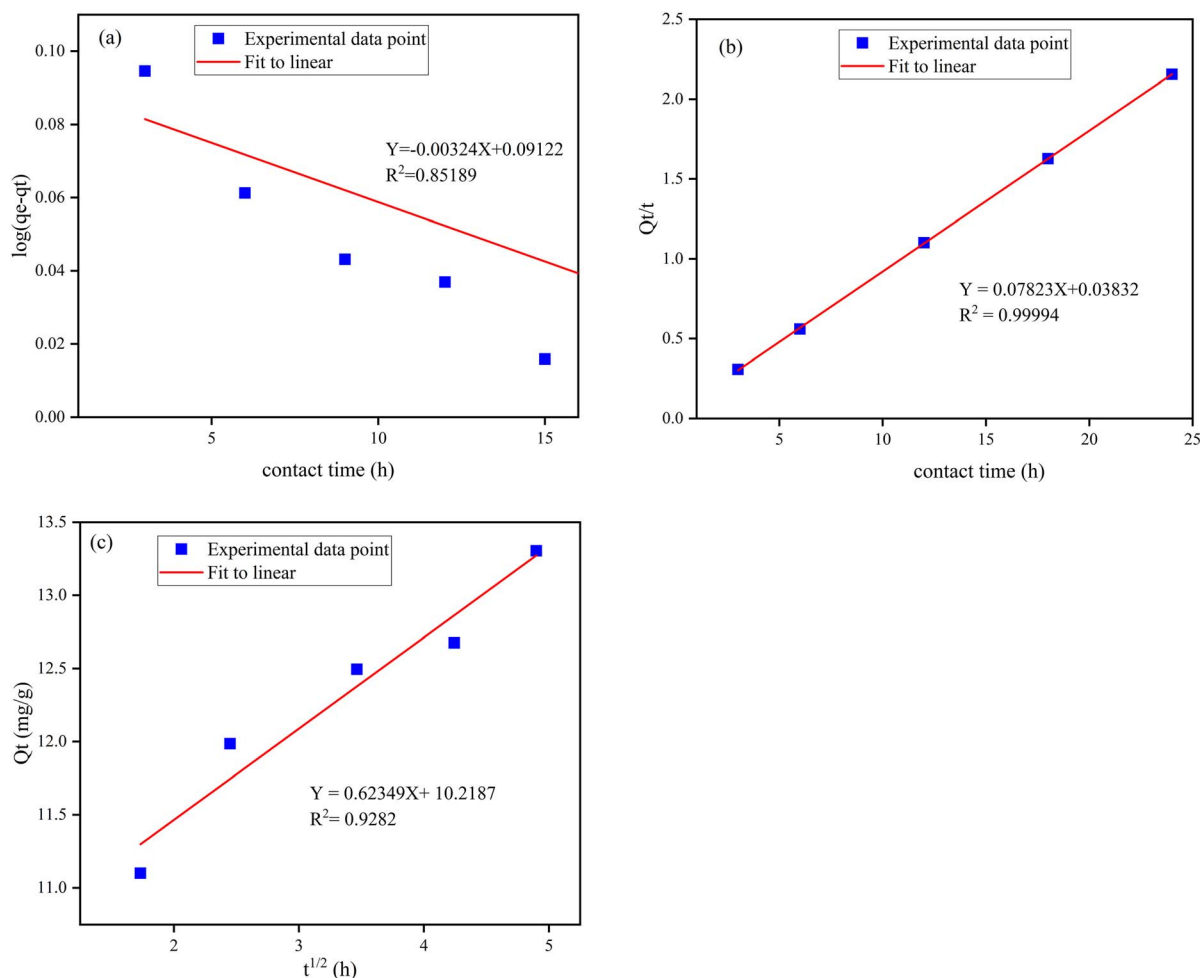 (a)
Experimental data point
Fit to linear
Y=-0.00324X+0.09122
R²=0.85189
0.10
0.08
0.06
0.04
0.02
0.00
log(qe-qt)
5
10
15
contact time (h)
(b)
Experimental data point
Fit to linear
Y = 0.07823X+0.03832
R² = 0.99994
2.5
2.0
1.5
1.0
0.5
0.0
Qt/t
5
10
15
20
25
contact time (h)
(c)
Experimental data point
Fit to linear
Y = 0.62349X+ 10.2187
R²= 0.9282
13.5
13.0
12.5
12.0
11.5
11.0
Qt (mg/g)
2
3
4
5
t^1/2 (h)